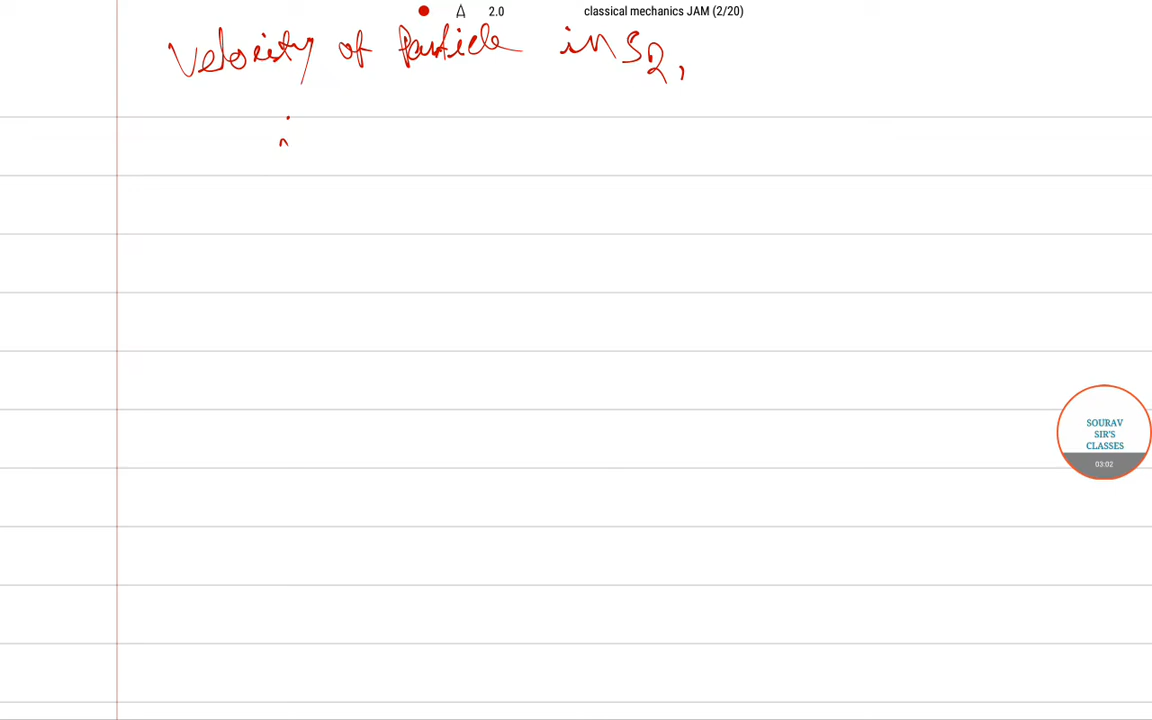 A 2.0 classical mechanics JAM (2/20)
Velocity of Particle in S2,
SOURAV
SIR'S
CLASSES
03:02